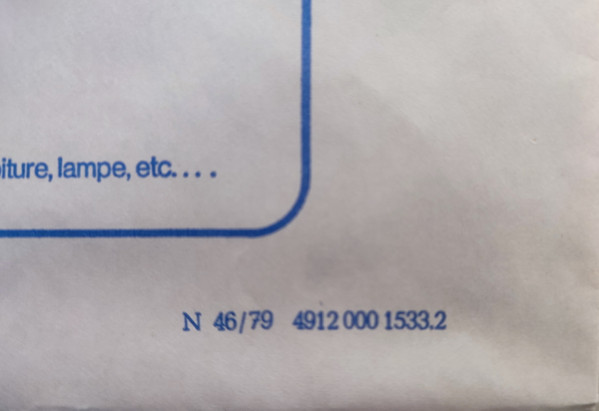 iture, lampe, etc....
N 46/79 4912 000 1533.2